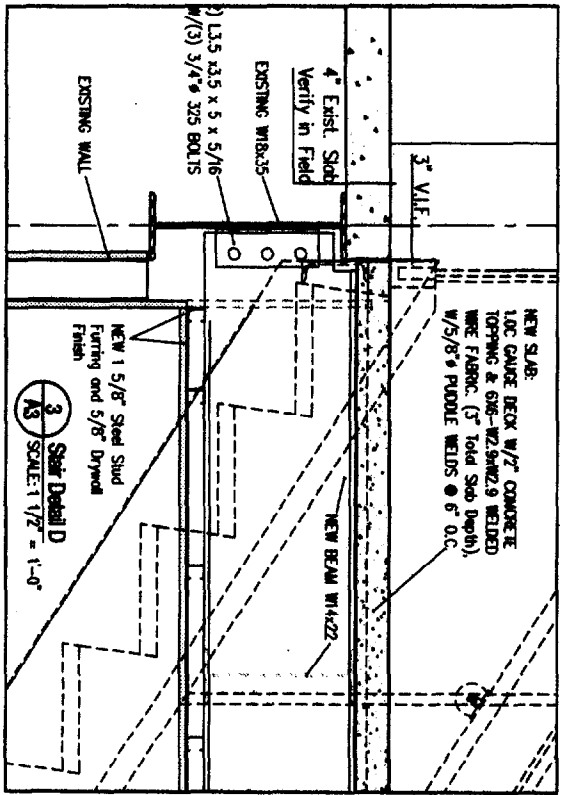 NEW SLAB:
1.0C GAUGE DECK W/2" CONCRETE
TOPPING & 6X6-W2.9xW2.9 WELDED
WIRE FABRIC. (3" Total Slab Depth),
W/5/8"ø PUDDLE WELDS @ 6" O.C.
3" V.I.F.
4" Exist. Slab
Verify in Field
EXISTING W18x35
) L3.5 x3.5 x 5 x 5/16
W/(3) 3/4"ø 325 BOLTS
EXISTING WALL
NEW BEAM W14x22
NEW 1 5/8" Steel Stud
Furring and 5/8" Drywall
Finish
3
A3
Stair Detail D
SCALE:1 1/2" = 1'-0"